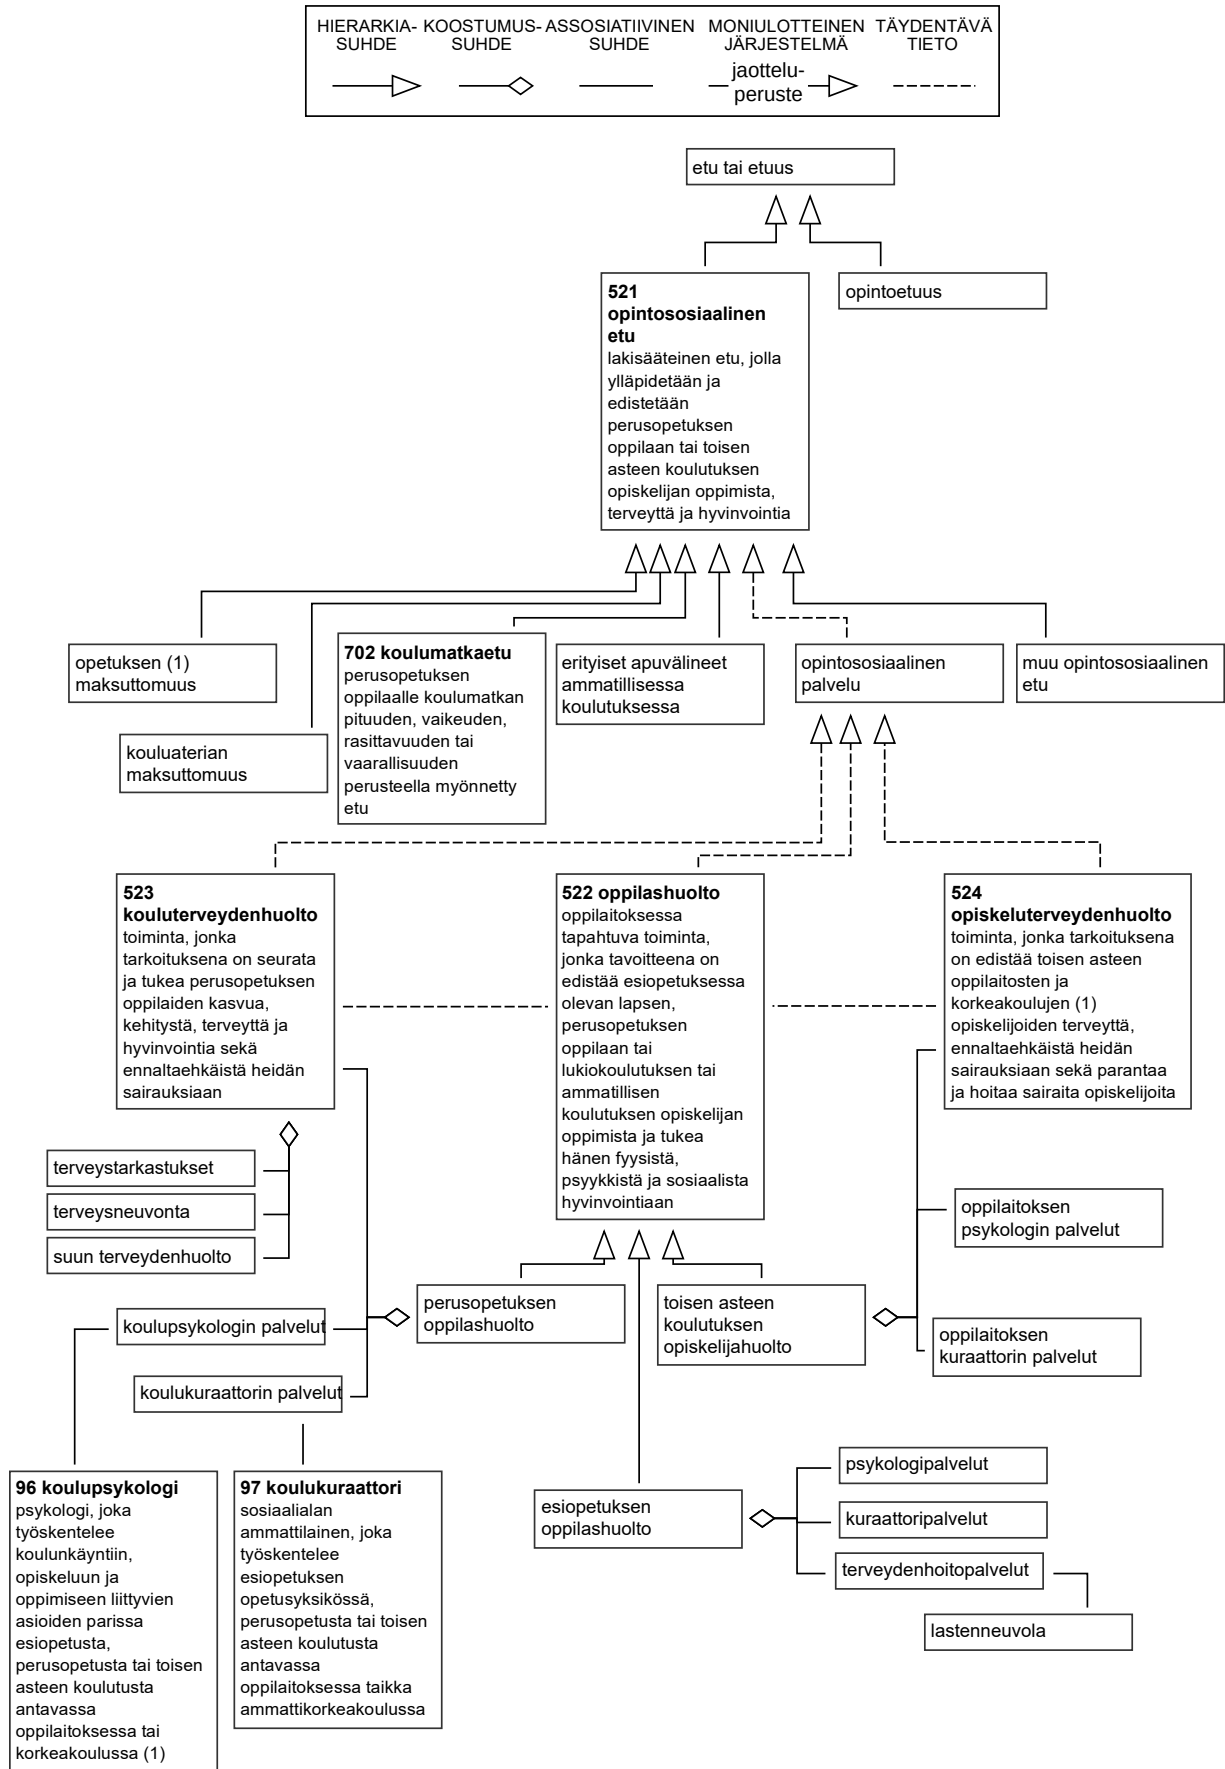 HIERARKIA-
SUHDE
KOOSTUMUS-
SUHDE
ASSOSIATIIVINEN
SUHDE
MONIULOTTEINEN
JÄRJESTELMÄ
TÄYDENTÄVÄ
TIETO
jaottelu-
peruste
etu tai etuus
521
opintososiaalinen
etu
lakisääteinen etu, jolla
ylläpidetään ja
edistetään
perusopetuksen
oppilaan tai toisen
asteen koulutuksen
opiskelijan oppimista,
terveyttä ja hyvinvointia
opintoetuus
opetuksen (1)
maksuttomuus
kouluaterian
maksuttomuus
702 koulumatkaetu
perusopetuksen
oppilaalle koulumatkan
pituuden, vaikeuden,
rasittavuuden tai
vaarallisuuden
perusteella myönnetty
etu
erityiset apuvälineet
ammatillisessa
koulutuksessa
opintososiaalinen
palvelu
muu opintososiaalinen
etu
523
kouluterveydenhuolto
toiminta, jonka
tarkoituksena on seurata
ja tukea perusopetuksen
oppilaiden kasvua,
kehitystä, terveyttä ja
hyvinvointia sekä
ennaltaehkäistä heidän
sairauksiaan
522 oppilashuolto
oppilaitoksessa
tapahtuva toiminta,
jonka tavoitteena on
edistää esiopetuksessa
olevan lapsen,
perusopetuksen
oppilaan tai
lukiokoulutuksen tai
ammatillisen
koulutuksen opiskelijan
oppimista ja tukea
hänen fyysistä,
psyykkistä ja sosiaalista
hyvinvointiaan
524
opiskeluterveydenhuolto
toiminta, jonka tarkoituksena
on edistää toisen asteen
oppilaitosten ja
korkeakoulujen (1)
opiskelijoiden terveyttä,
ennaltaehkäistä heidän
sairauksiaan sekä parantaa
ja hoitaa sairaita opiskelijoita
terveystarkastukset
terveysneuvonta
suun terveydenhuolto
koulupsykologin palvelut
koulukuraattorin palvelut
perusopetuksen
oppilashuolto
toisen asteen
koulutuksen
opiskelijahuolto
oppilaitoksen
psykologin palvelut
oppilaitoksen
kuraattorin palvelut
96 koulupsykologi
psykologi, joka
työskentelee
koulunkäyntiin,
opiskeluun ja
oppimiseen liittyvien
asioiden parissa
esiopetusta,
perusopetusta tai toisen
asteen koulutusta
antavassa
oppilaitoksessa tai
korkeakoulussa (1)
97 koulukuraattori
sosiaalialan
ammattilainen, joka
työskentelee
esiopetuksen
opetusyksikössä,
perusopetusta tai toisen
asteen koulutusta
antavassa
oppilaitoksessa taikka
ammattikorkeakoulussa
esiopetuksen
oppilashuolto
psykologipalvelut
kuraattoripalvelut
terveydenhoitopalvelut
lastenneuvola